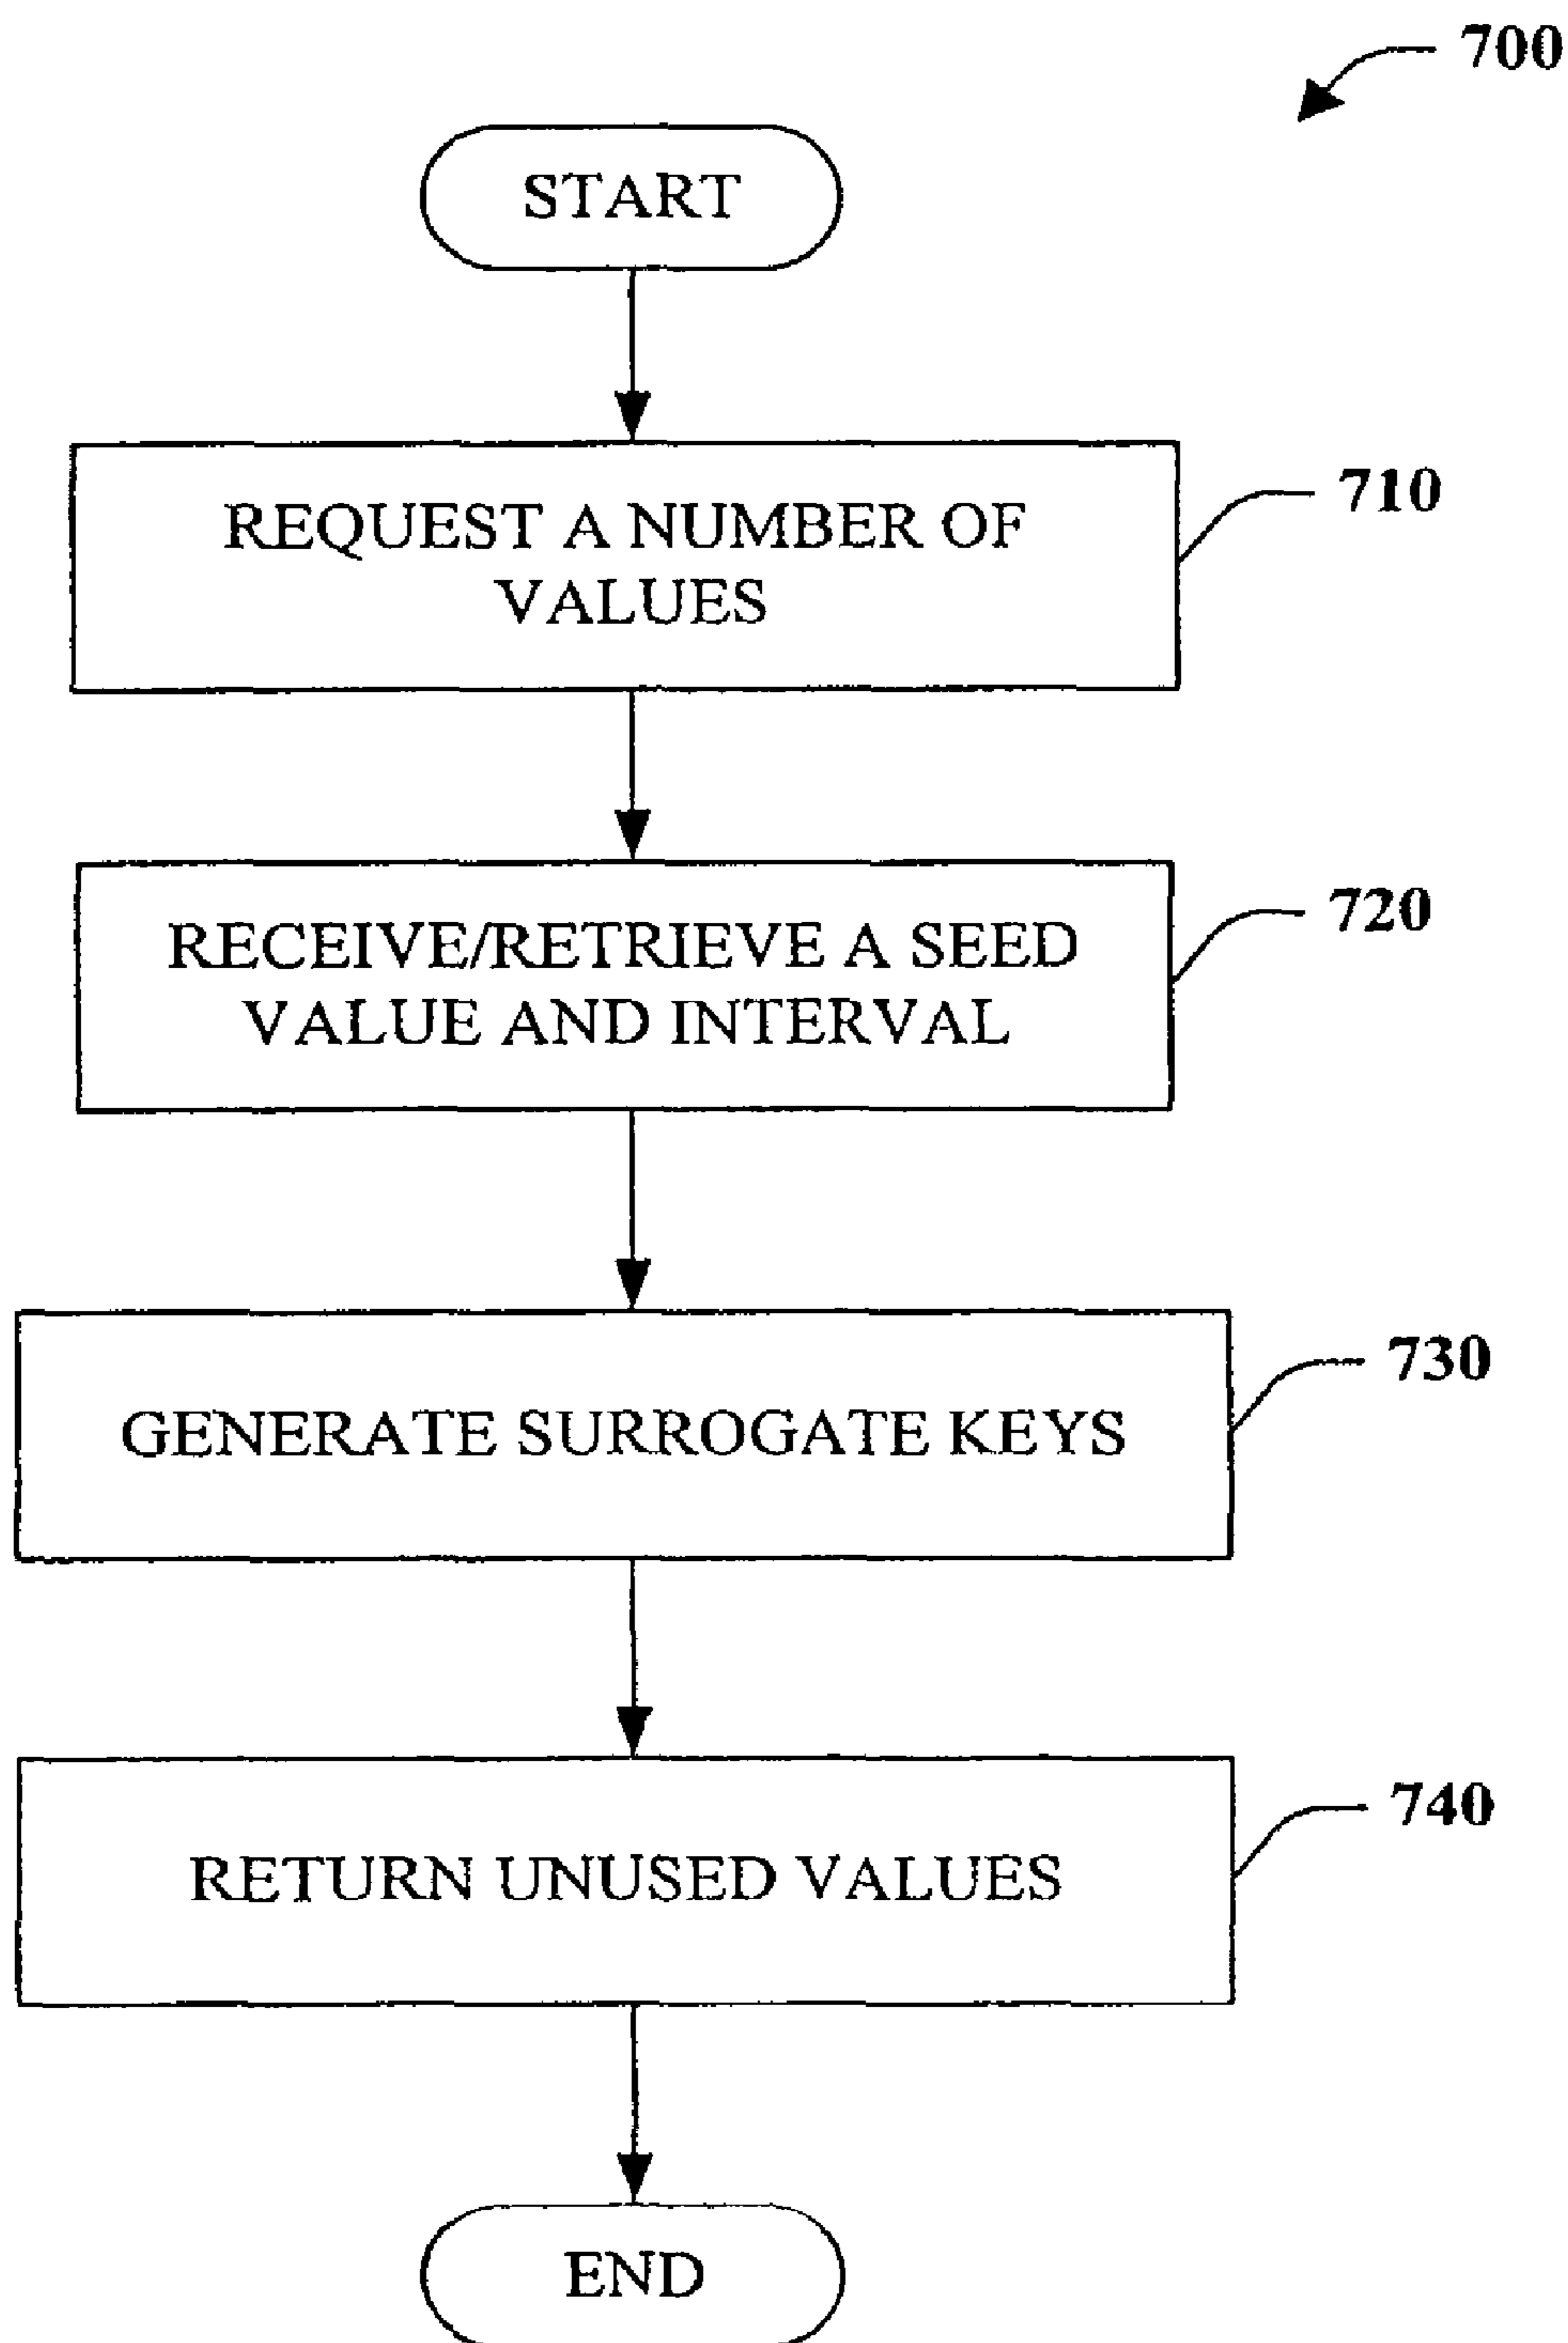 700
START
REQUEST A NUMBER OF
VALUES
710
RECEIVE/RETRIEVE A SEED
VALUE AND INTERVAL
720
GENERATE SURROGATE KEYS
730
RETURN UNUSED VALUES
740
END